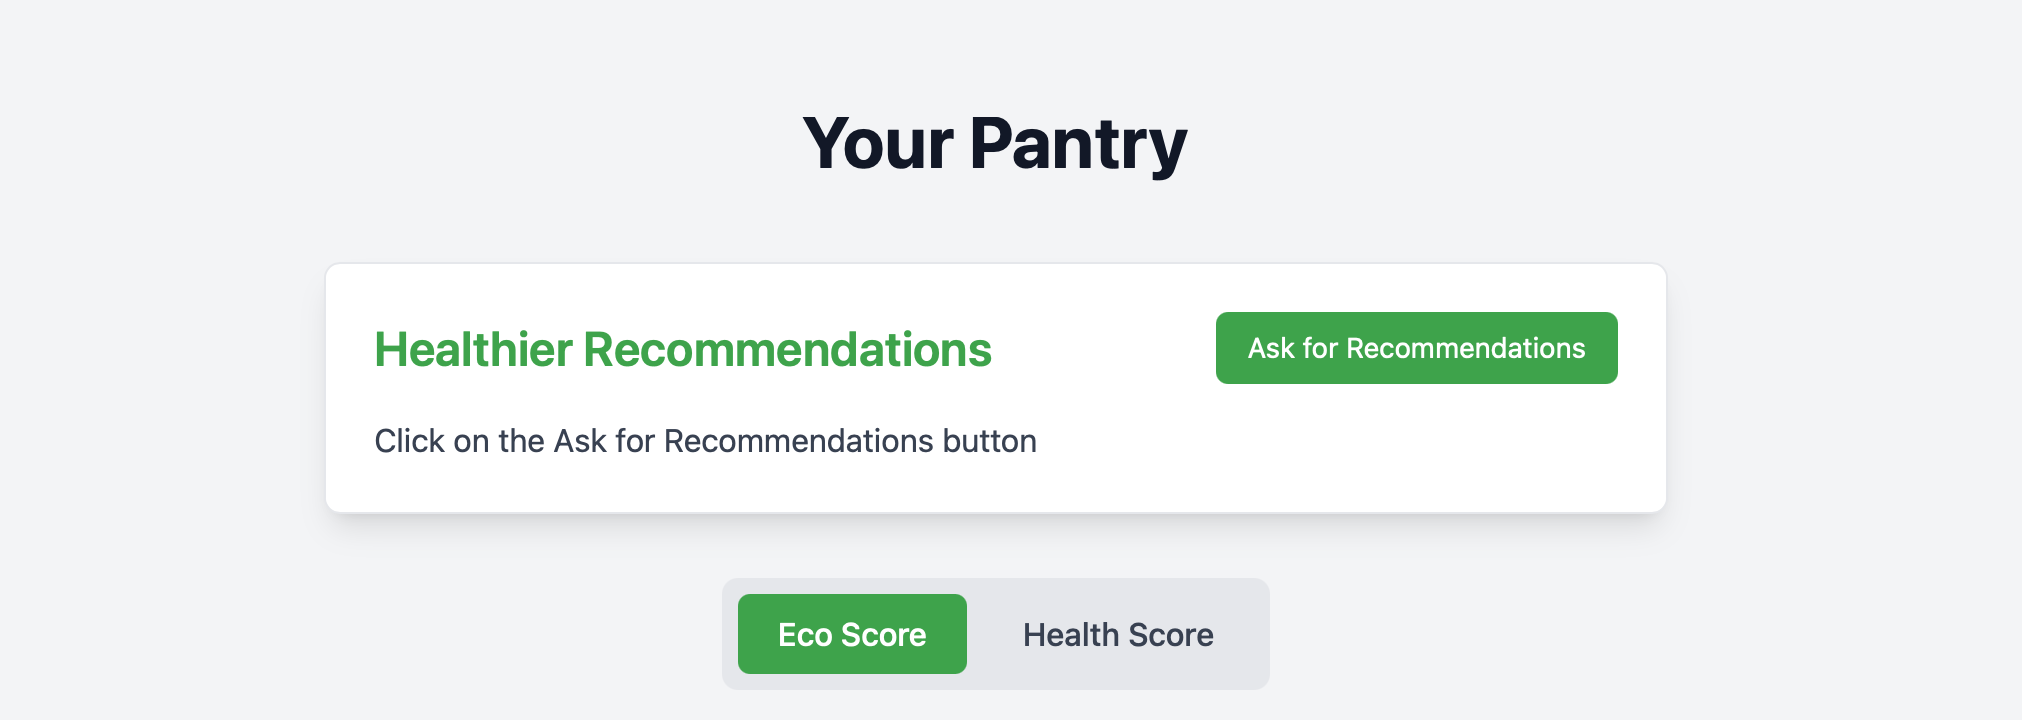 Your Pantry
Healthier Recommendations
Ask for Recommendations
Click on the Ask for Recommendations button
Eco Score
Health Score